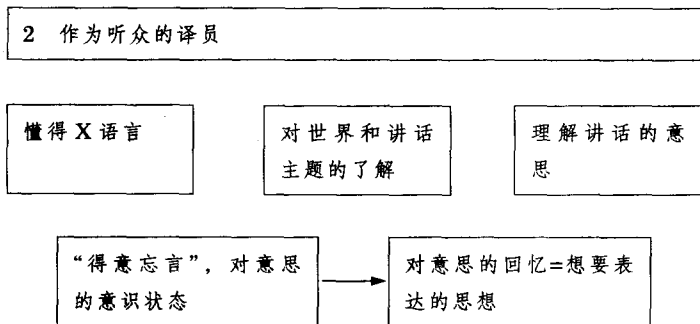 2 作为听众的译员
懂得 X 语言
对世界和讲话
主题的了解
理解讲话的意
思
“得意忘言”，对意思
的意识状态
对意思的回忆=想要表
达的思想